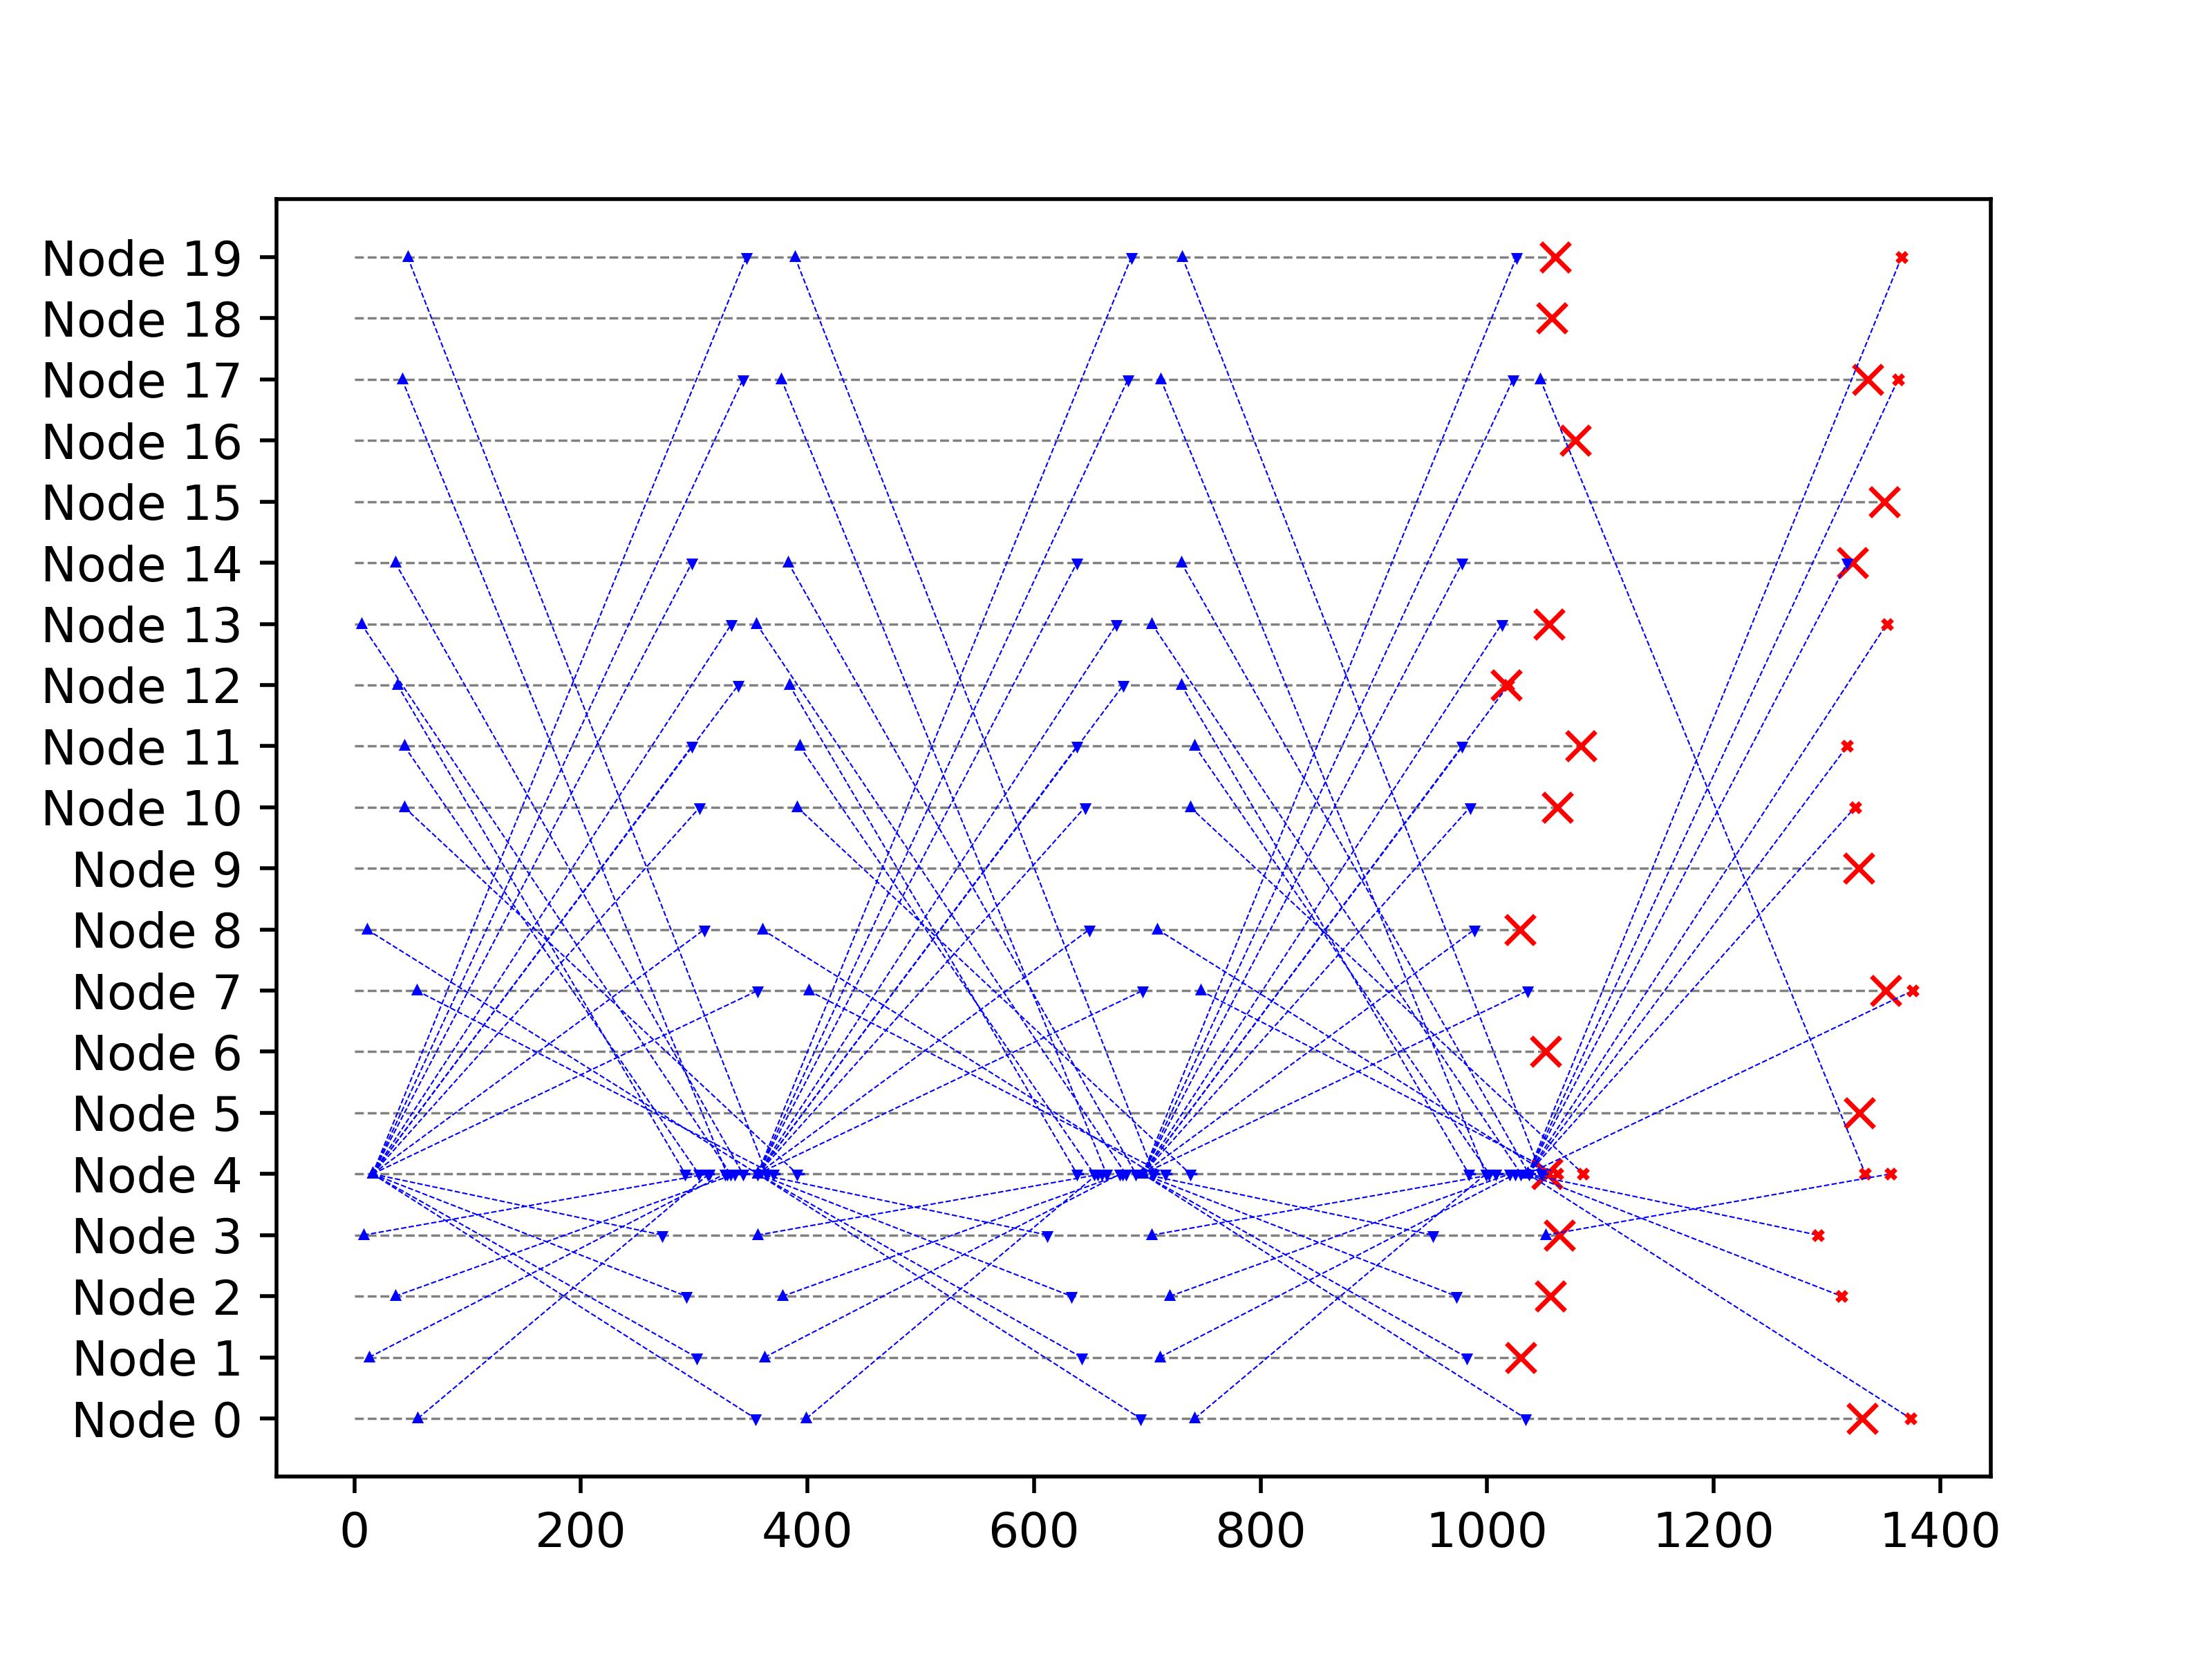 Node 19
Node 18
Node 17
Node 16
Node 15
Node 14
Node 13
Node 12
Node 11
Node 10
Node 9
Node 8
Node 7
Node 6
Node 5
Node 4
Node 3
Node 2
Node 1
Node 0
0 200 400 600 800 1000 1200 1400